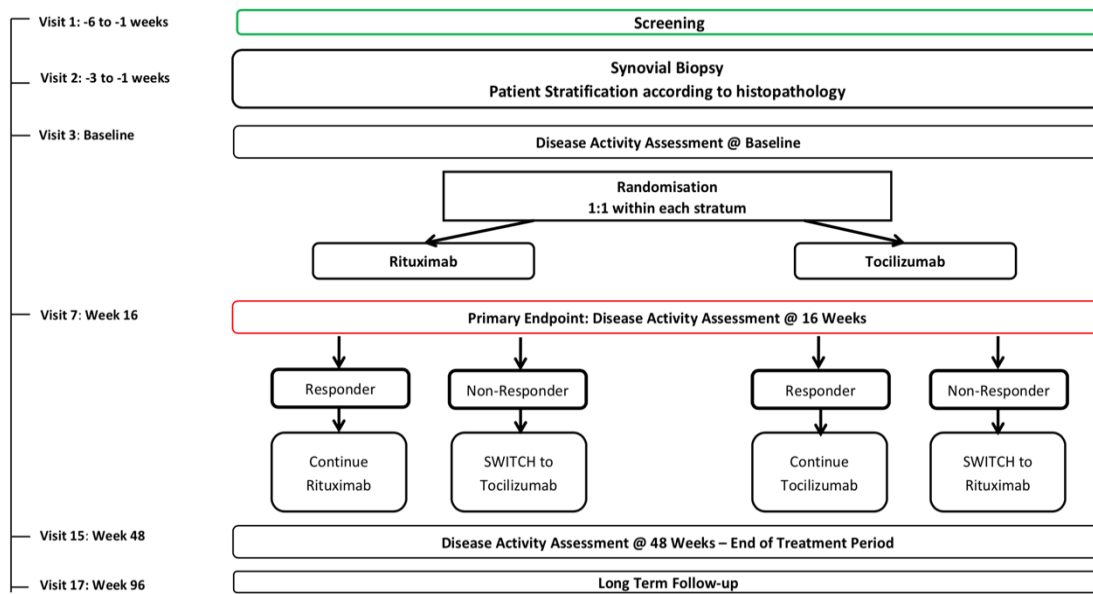 Visit 1: -6 to -1 weeks
Screening
Visit 2: -3 to -1 weeks
Synovial Biopsy
Patient Stratification according to histopathology
Visit 3: Baseline
Disease Activity Assessment @ Baseline
Randomisation
1:1 within each stratum
Rituximab
Tocilizumab
Visit 7: Week 16
Primary Endpoint: Disease Activity Assessment @ 16 Weeks
Responder
Non-Responder
Responder
Non-Responder
Continue
Rituximab
SWITCH to
Tocilizumab
Continue
Tocilizumab
SWITCH to
Rituximab
Visit 15: Week 48
Disease Activity Assessment @ 48 Weeks – End of Treatment Period
Visit 17: Week 96
Long Term Follow-up